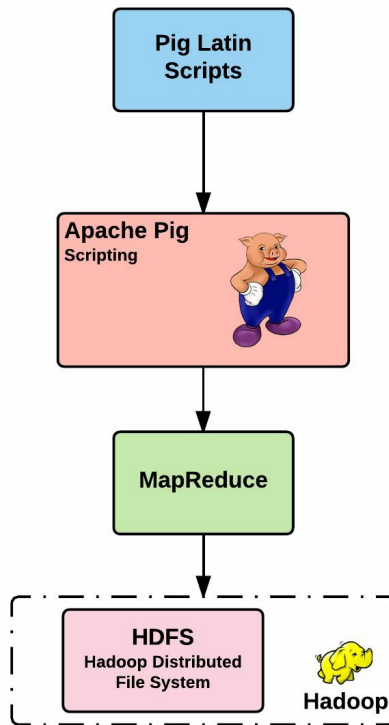 Pig Latin
Scripts
Apache Pig
Scripting
MapReduce
HDFS
Hadoop Distributed
File System
Hadoop